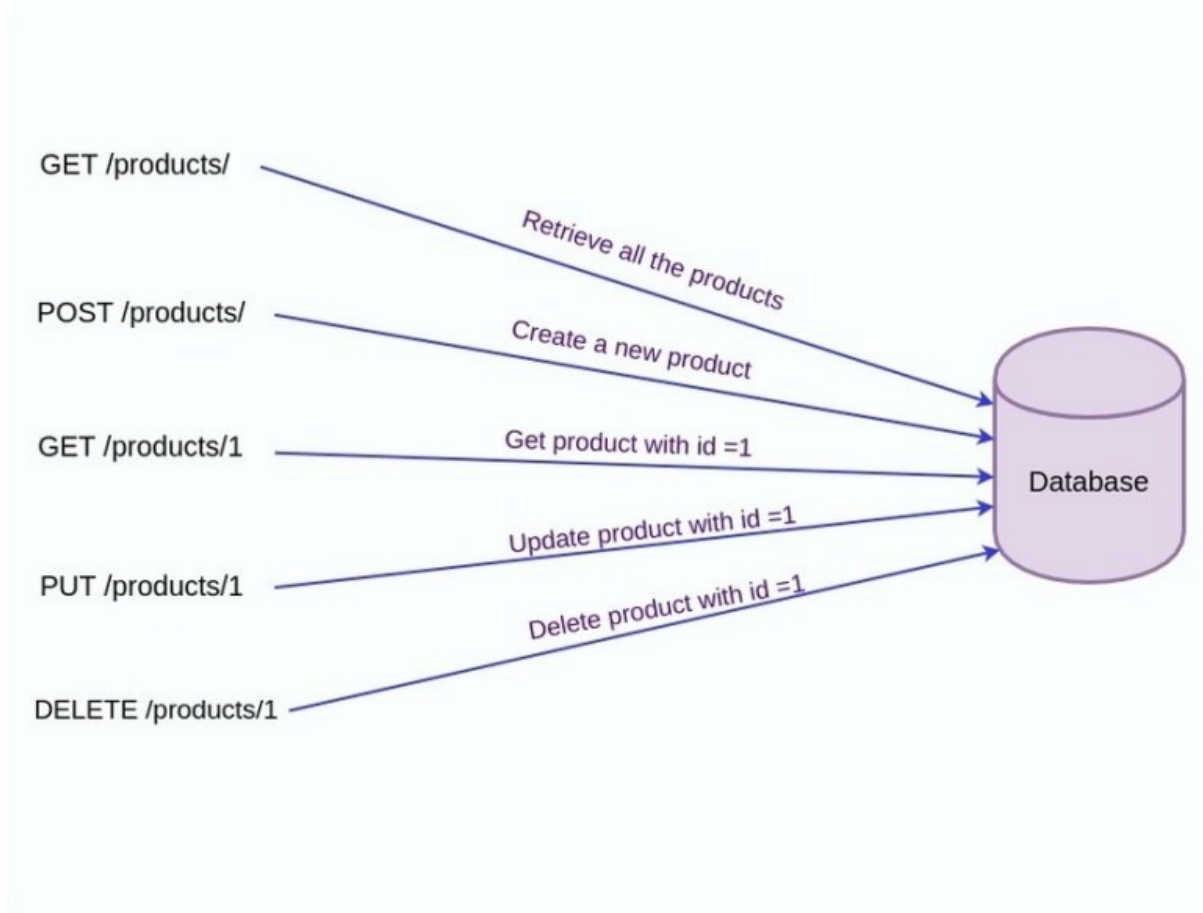 GET /products/
Retrieve all the products
POST /products/
Create a new product
GET /products/1
Get product with id =1
Database
PUT /products/1
Update product with id =1
DELETE /products/1
Delete product with id =1